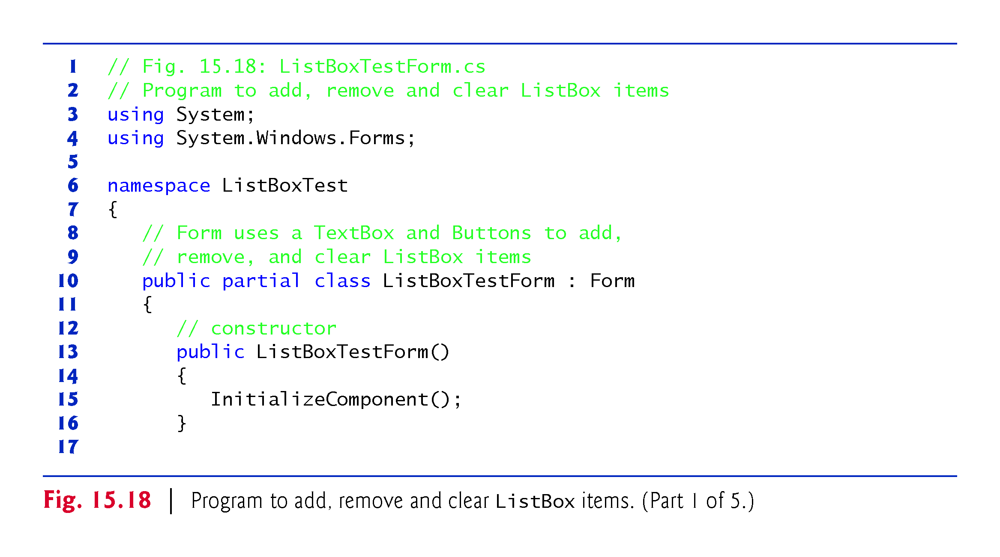 1 // Fig. 15.18: ListBoxTestForm.cs
2 // Program to add, remove and clear ListBox items
3 using System;
4 using System.Windows.Forms;
5
6 namespace ListBoxTest
7 {
8 // Form uses a TextBox and Buttons to add,
9 // remove, and clear ListBox items
10 public partial class ListBoxTestForm : Form
11 {
12 // constructor
13 public ListBoxTestForm()
14 {
15 InitializeComponent();
16 }
17
Fig. 15.18 | Program to add, remove and clear ListBox items. (Part 1 of 5.)